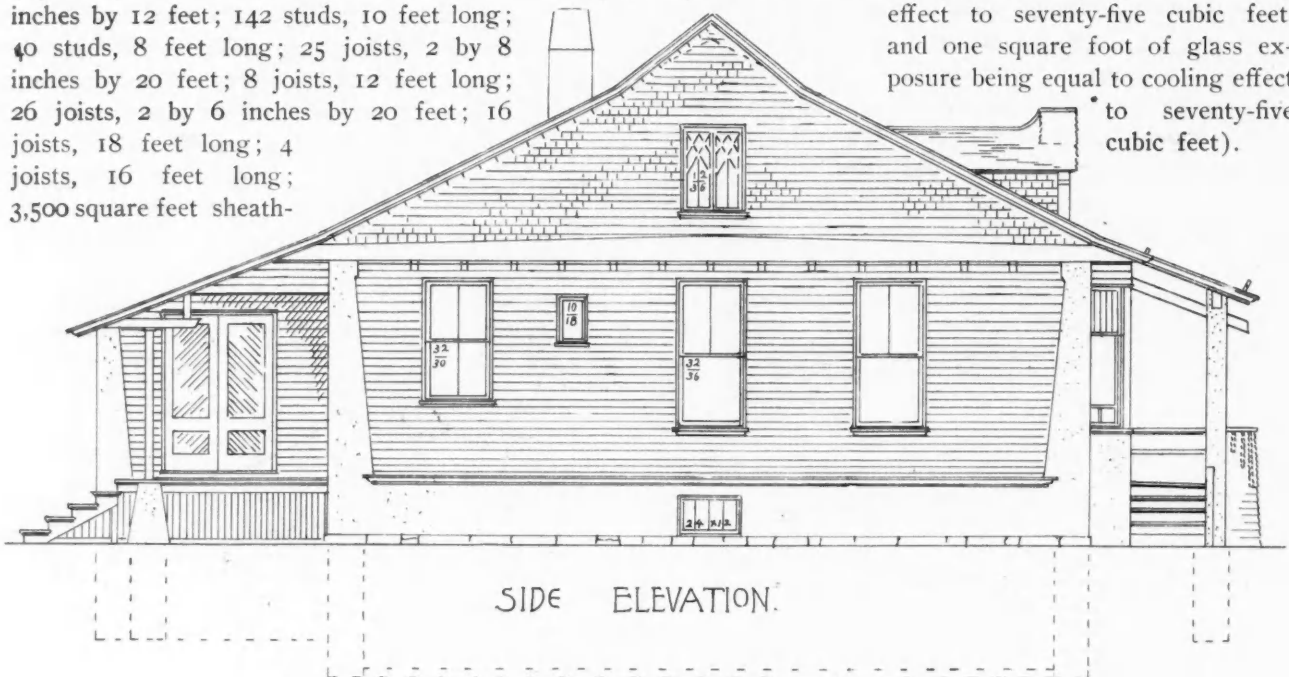 inches by 12 feet; 142 studs, 10 feet long;
40 studs, 8 feet long; 25 joists, 2 by 8
inches by 20 feet; 8 joists, 12 feet long;
26 joists, 2 by 6 inches by 20 feet; 16
joists, 18 feet long; 4
joists, 16 feet long;
3,500 square feet sheath-
effect to seventy-five cubic feet
and one square foot of glass ex-
posure being equal to cooling effect
to seventy-five
cubic feet).
12
36
10
18
32
30
32
36
24 x 12
SIDE ELEVATION.